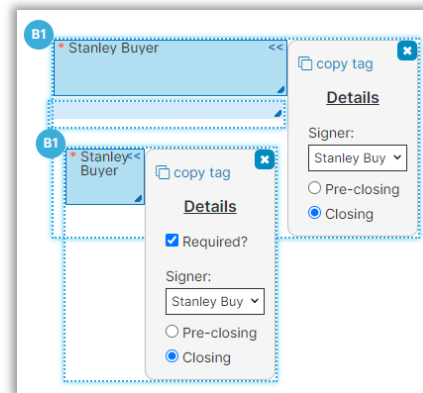 B1
* Stanley Buyer <<
copy tag
Details
Signer:
Stanley Buy
Pre-closing
Closing
B1
* Stanley <<
Buyer
copy tag
Details
Required?
Signer:
Stanley Buy
Pre-closing
Closing